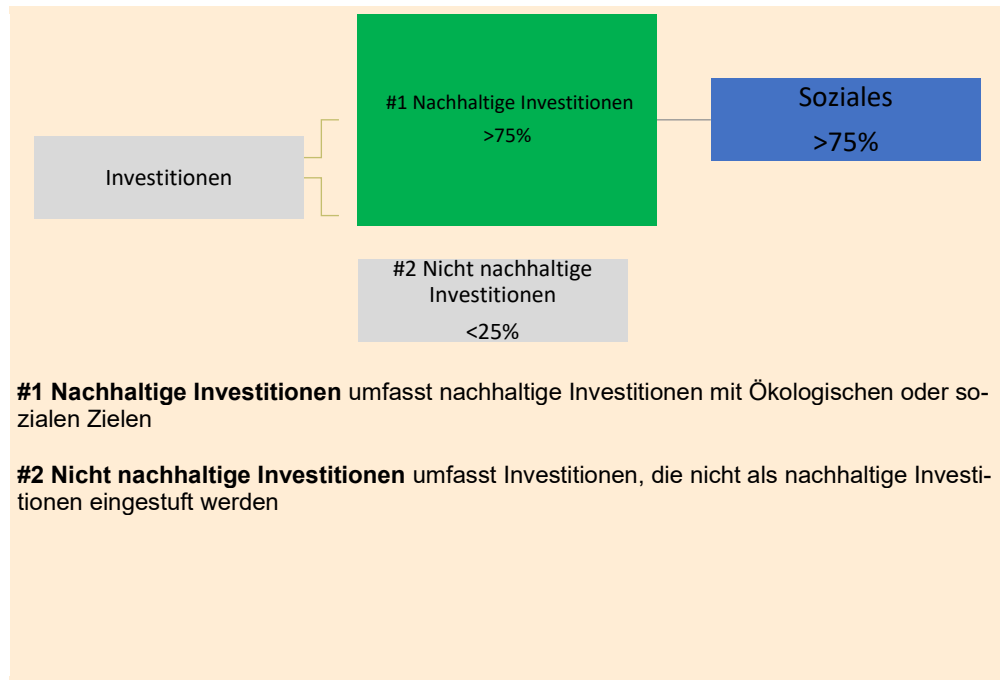 #1 Nachhaltige Investitionen
>75%
Soziales
>75%
Investitionen
#2 Nicht nachhaltige
Investitionen
<25%
#1 Nachhaltige Investitionen umfasst nachhaltige Investitionen mit Ökologischen oder so-
zialen Zielen
#2 Nicht nachhaltige Investitionen umfasst Investitionen, die nicht als nachhaltige Investi-
tionen eingestuft werden